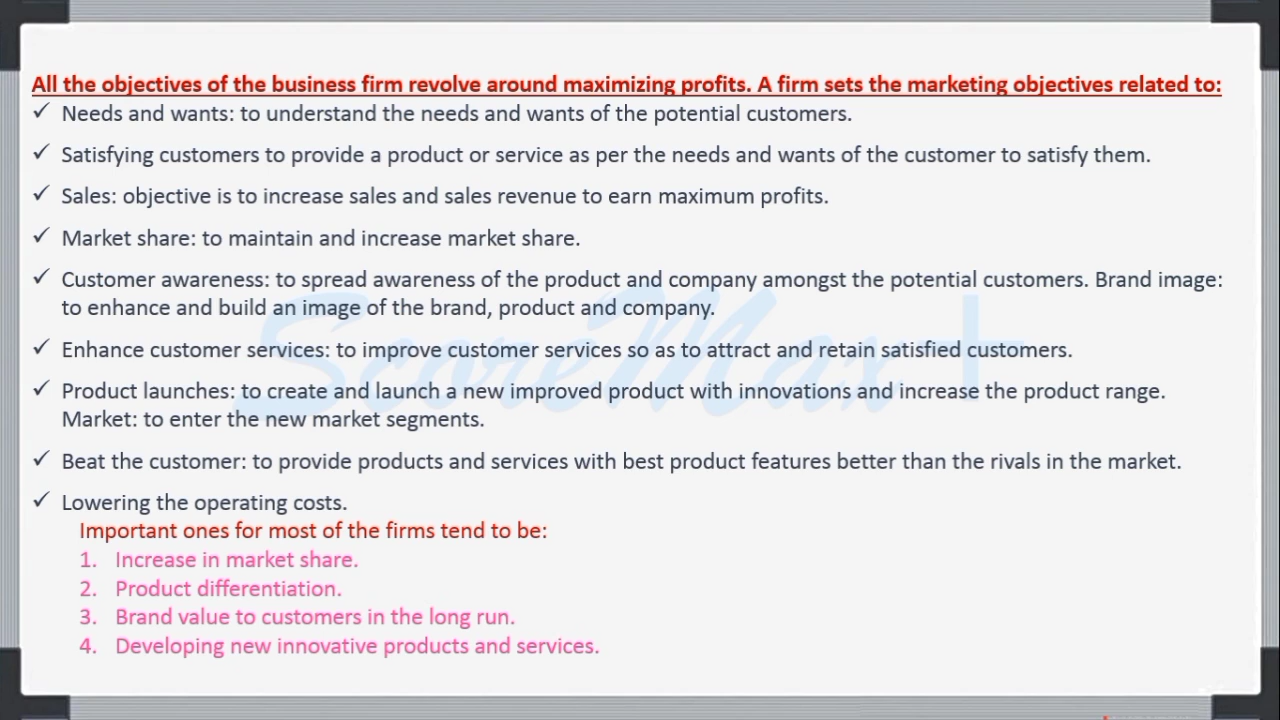 All the objectives of the business firm revolve around maximizing profits. A firm sets the marketing objectives related to:
✓ Needs and wants: to understand the needs and wants of the potential customers.
✓ Satisfying customers to provide a product or service as per the needs and wants of the customer to satisfy them.
✓ Sales: objective is to increase sales and sales revenue to earn maximum profits.
✓ Market share: to maintain and increase market share.
✓ Customer awareness: to spread awareness of the product and company amongst the potential customers. Brand image:
to enhance and build an image of the brand, product and company.
✓ Enhance customer services: to improve customer services so as to attract and retain satisfied customers.
✓ Product launches: to create and launch a new improved product with innovations and increase the product range.
Market: to enter the new market segments.
✓ Beat the customer: to provide products and services with best product features better than the rivals in the market.
✓ Lowering the operating costs.
Important ones for most of the firms tend to be:
1. Increase in market share.
2. Product differentiation.
3. Brand value to customers in the long run.
4. Developing new innovative products and services.
ScoreMax+